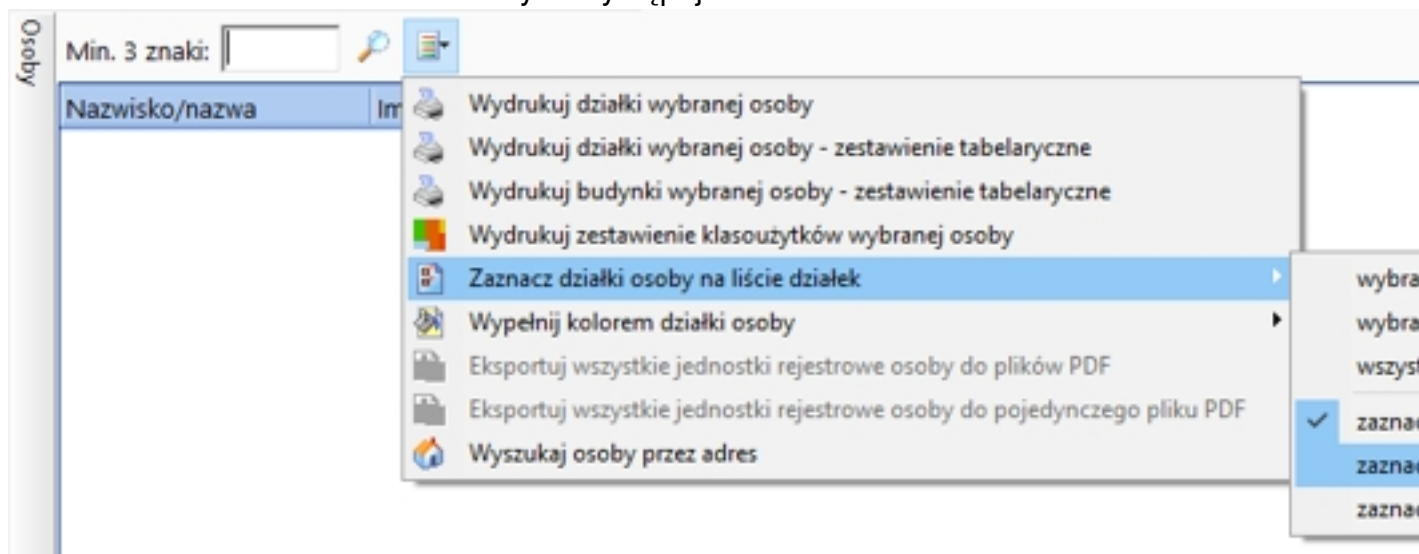 Osoby
Min. 3 znaki:
Nazwisko/nazwa
Wydrukuj działki wybranej osoby
Wydrukuj działki wybranej osoby - zestawienie tabelaryczne
Wydrukuj budynki wybranej osoby - zestawienie tabelaryczne
Wydrukuj zestawienie klasoużytków wybranej osoby
Zaznacz działki osoby na liście działek
Wypełnij kolorem działki osoby
Eksportuj wszystkie jednostki rejestrowe osoby do plików PDF
Eksportuj wszystkie jednostki rejestrowe osoby do pojedynczego pliku PDF
Wyszukaj osoby przez adres